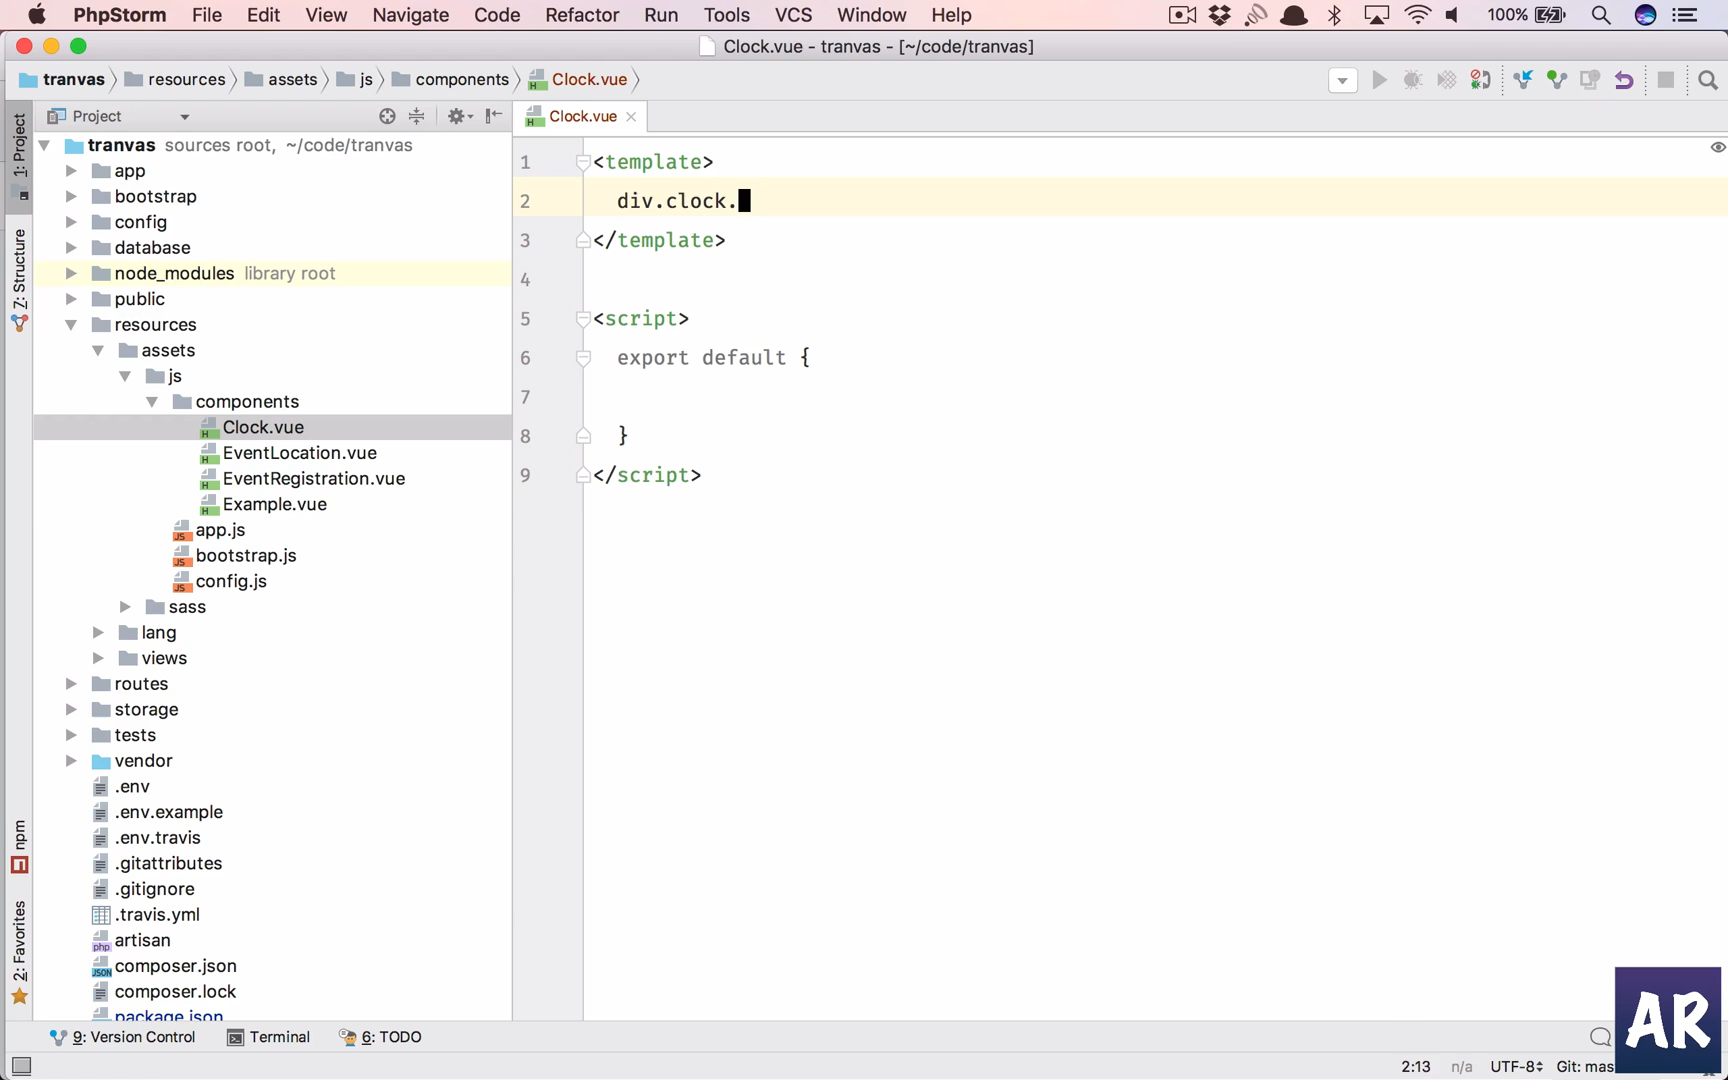 PhpStorm File Edit View Navigate Code Refactor Run Tools VCS Window Help 100%
Clock.vue - tranvas - [~/code/tranvas]
tranvas resources assets js components Clock.vue
Project
Clock.vue
1: Project
7: Structure
npm
2: Favorites
tranvas sources root, ~/code/tranvas
app
bootstrap
config
database
node_modules library root
public
resources
assets
js
components
Clock.vue
EventLocation.vue
EventRegistration.vue
Example.vue
app.js
bootstrap.js
config.js
sass
lang
views
routes
storage
tests
vendor
.env
.env.example
.env.travis
.gitattributes
.gitignore
.travis.yml
artisan
composer.json
composer.lock
package.json
1 <template>
2 div.clock.
3 </template>
4
5 <script>
6 export default {
7
8 }
9 </script>
9: Version Control Terminal 6: TODO
2:13 n/a UTF-8 Git: mas
AR